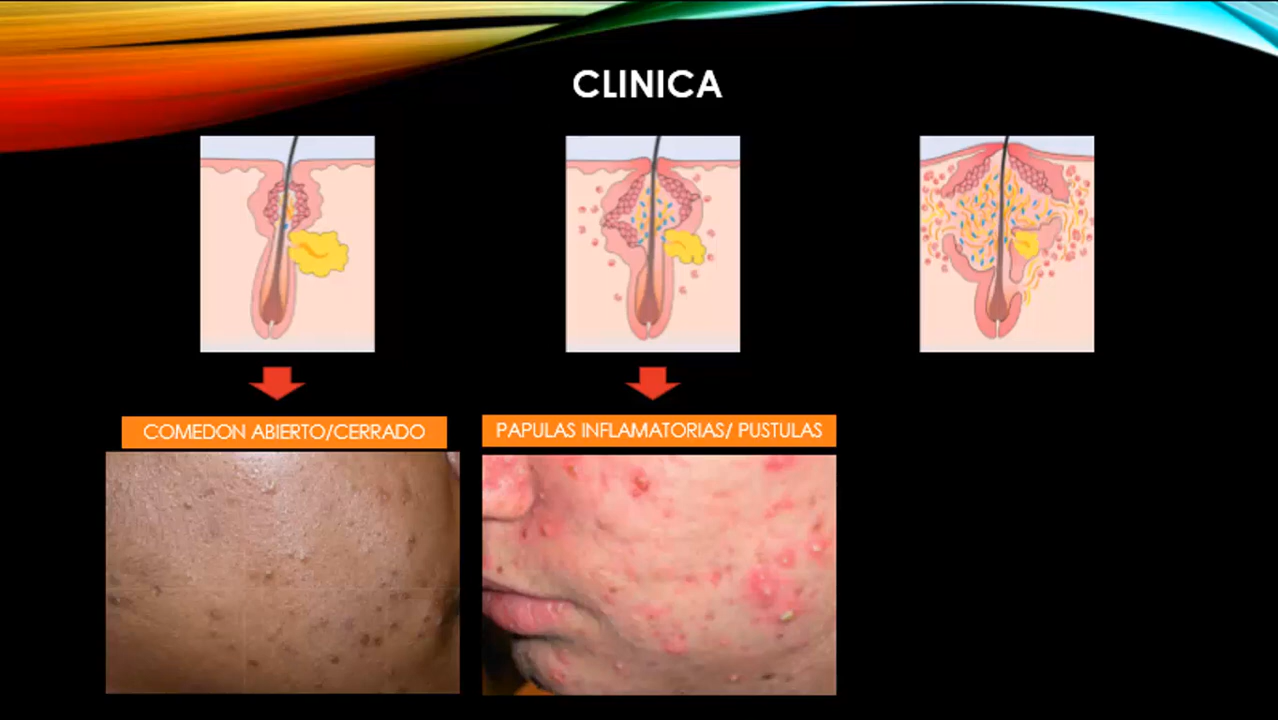 CLINICA
COMEDON ABIERTO/CERRADO
PAPULAS INFLAMATORIAS/ PUSTULAS